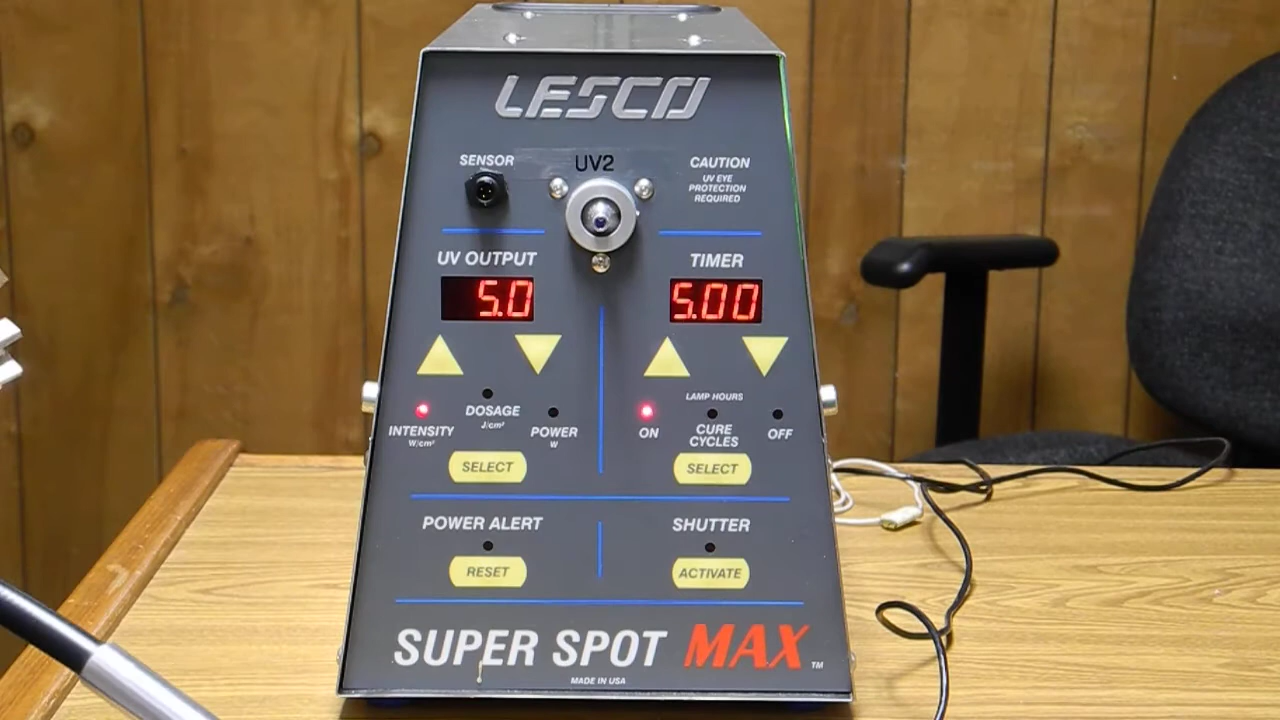 LESCO
SENSOR
UV2
CAUTION
UV EYE
PROTECTION
REQUIRED
UV OUTPUT
TIMER
5.0
5.00
DOSAGE
J/cm²
INTENSITY
W/cm²
POWER
W
SELECT
LAMP HOURS
ON
CURE
CYCLES
OFF
SELECT
POWER ALERT
RESET
SHUTTER
ACTIVATE
SUPER SPOT MAX TM
MADE IN USA